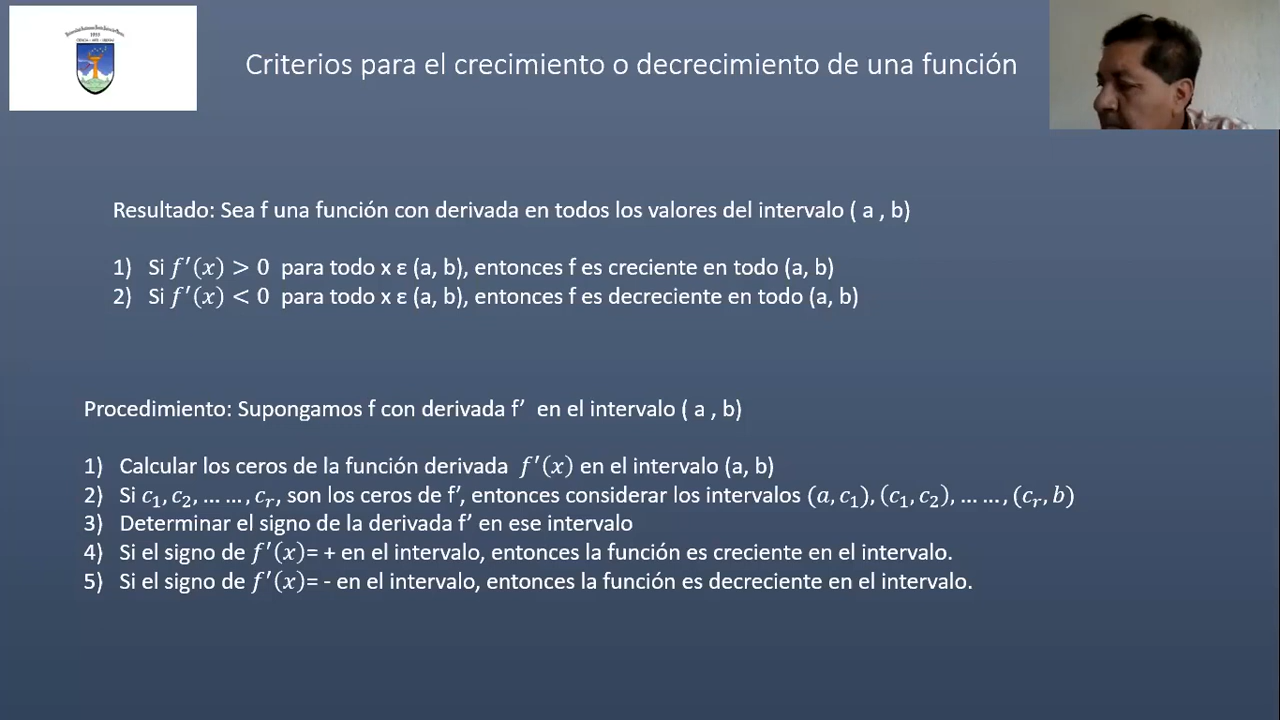 Criterios para el crecimiento o decrecimiento de una función
Resultado: Sea f una función con derivada en todos los valores del intervalo ( a , b)
1) Si f′(x) > 0 para todo x ε (a, b), entonces f es creciente en todo (a, b)
2) Si f′(x) < 0 para todo x ε (a, b), entonces f es decreciente en todo (a, b)
Procedimiento: Supongamos f con derivada f’ en el intervalo ( a , b)
1) Calcular los ceros de la función derivada f′(x) en el intervalo (a, b)
2) Si c₁, c₂, … …, cᵣ, son los ceros de f’, entonces considerar los intervalos (a, c₁), (c₁, c₂), … …, (cᵣ, b)
3) Determinar el signo de la derivada f’ en ese intervalo
4) Si el signo de f′(x)= + en el intervalo, entonces la función es creciente en el intervalo.
5) Si el signo de f′(x)= - en el intervalo, entonces la función es decreciente en el intervalo.